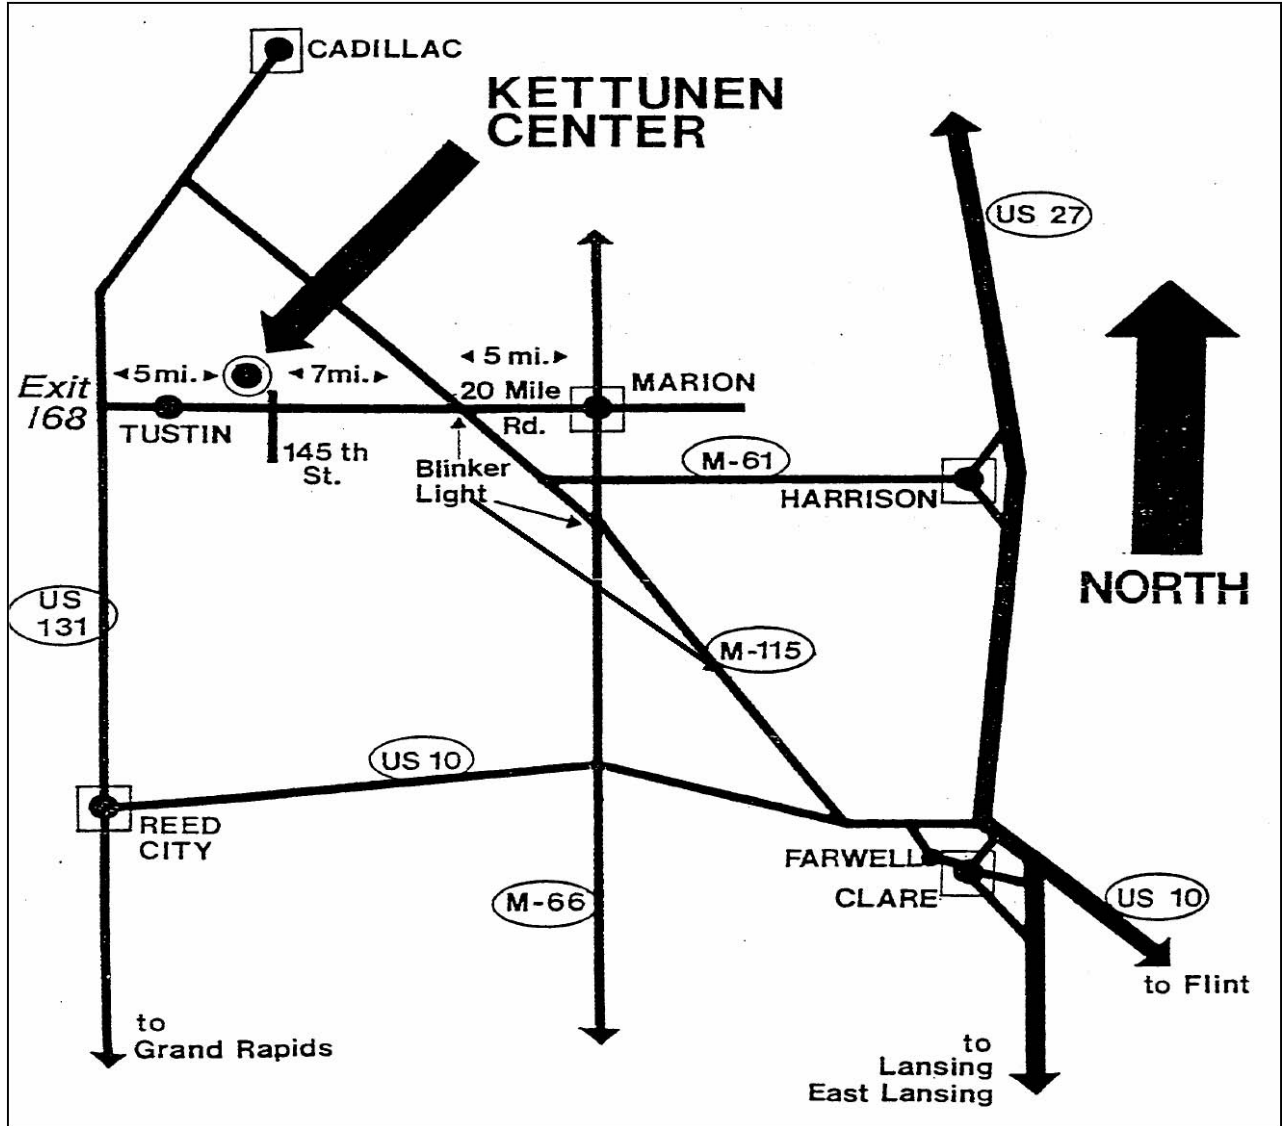 CADILLAC
KETTUNEN
CENTER
US 27
5 mi.
5mi.
7mi.
Exit
168
20 Mile
Rd.
MARION
TUSTIN
145 th
St.
Blinker
Light
M-61
HARRISON
NORTH
US
131
M-115
US 10
REED
CITY
FARWELL
CLARE
M-66
US 10
to Flint
to
Grand Rapids
to
Lansing
East Lansing